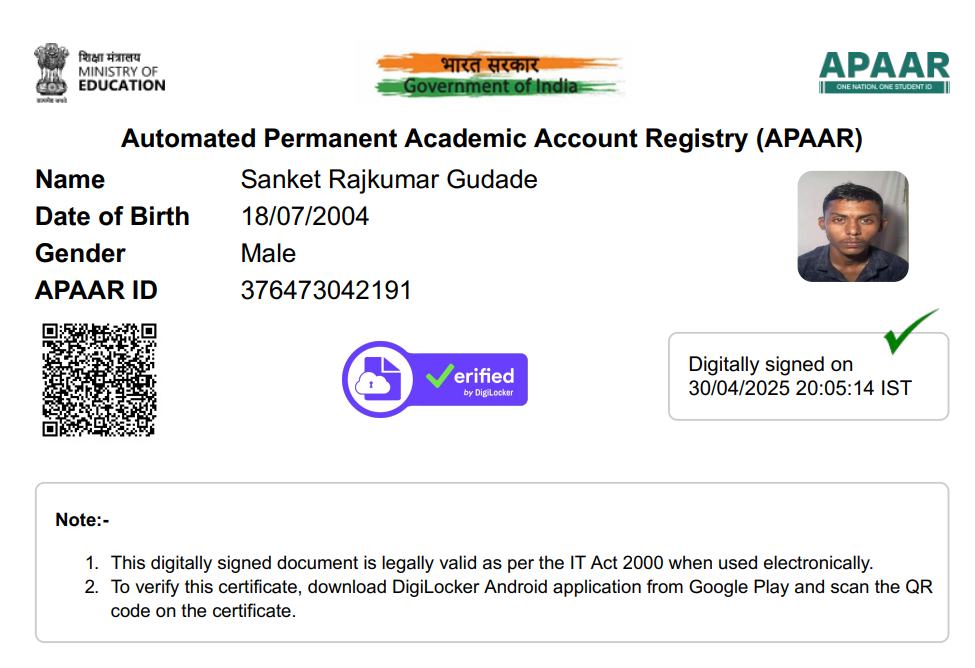 शिक्षा मंत्रालय
MINISTRY OF
EDUCATION
सत्यमेव जयते
भारत सरकार
Government of India
APAAR
ONE NATION, ONE STUDENT ID
Automated Permanent Academic Account Registry (APAAR)
Name Sanket Rajkumar Gudade
Date of Birth 18/07/2004
Gender Male
APAAR ID 376473042191
erified
by DigiLocker
Digitally signed on
30/04/2025 20:05:14 IST
Note:-
1. This digitally signed document is legally valid as per the IT Act 2000 when used electronically.
2. To verify this certificate, download DigiLocker Android application from Google Play and scan the QR
code on the certificate.